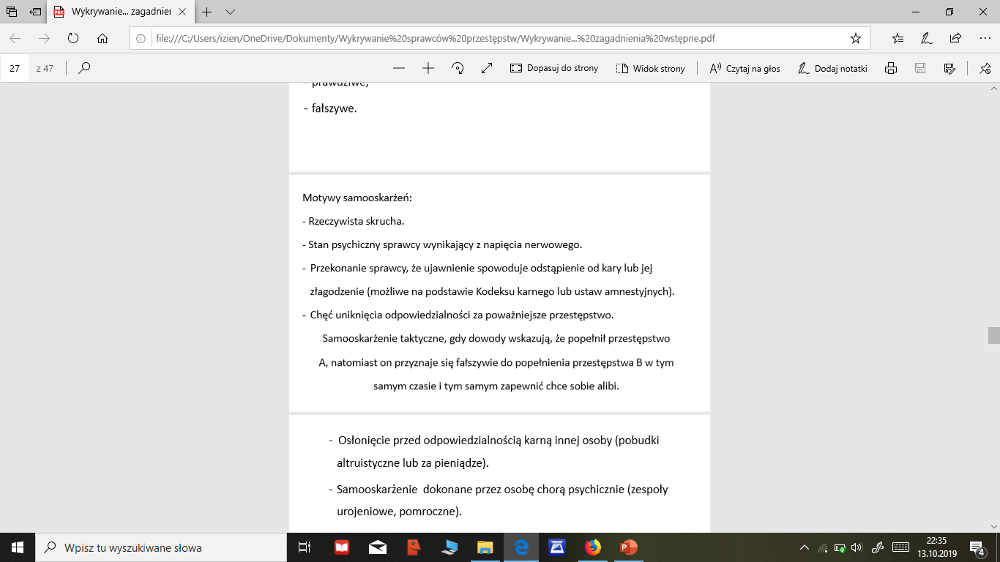 Wykrywanie... zagadnier
file:///C:/Users/izien/OneDrive/Dokumenty/Wykrywanie%20sprawców%20przestępstw/Wykrywanie...%20zagadnienia%20wstępne.pdf
27 z 47 Dopasuj do strony Widok strony Czytaj na głos Dodaj notatki
- prawdziwe,
- fałszywe.
Motywy samooskarżeń:
- Rzeczywista skrucha.
- Stan psychiczny sprawcy wynikający z napięcia nerwowego.
- Przekonanie sprawcy, że ujawnienie spowoduje odstąpienie od kary lub jej
złagodzenie (możliwe na podstawie Kodeksu karnego lub ustaw amnestyjnych).
- Chęć uniknięcia odpowiedzialności za poważniejsze przestępstwo.
Samooskarżenie taktyczne, gdy dowody wskazują, że popełnił przestępstwo
A, natomiast on przyznaje się fałszywie do popełnienia przestępstwa B w tym
samym czasie i tym samym zapewnić chce sobie alibi.
- Osłonięcie przed odpowiedzialnością karną innej osoby (pobudki
altruistyczne lub za pieniądze).
- Samooskarżenie dokonane przez osobę chorą psychicznie (zespoły
urojeniowe, pomroczne).
Wpisz tu wyszukiwane słowa
22:35
13.10.2019
4